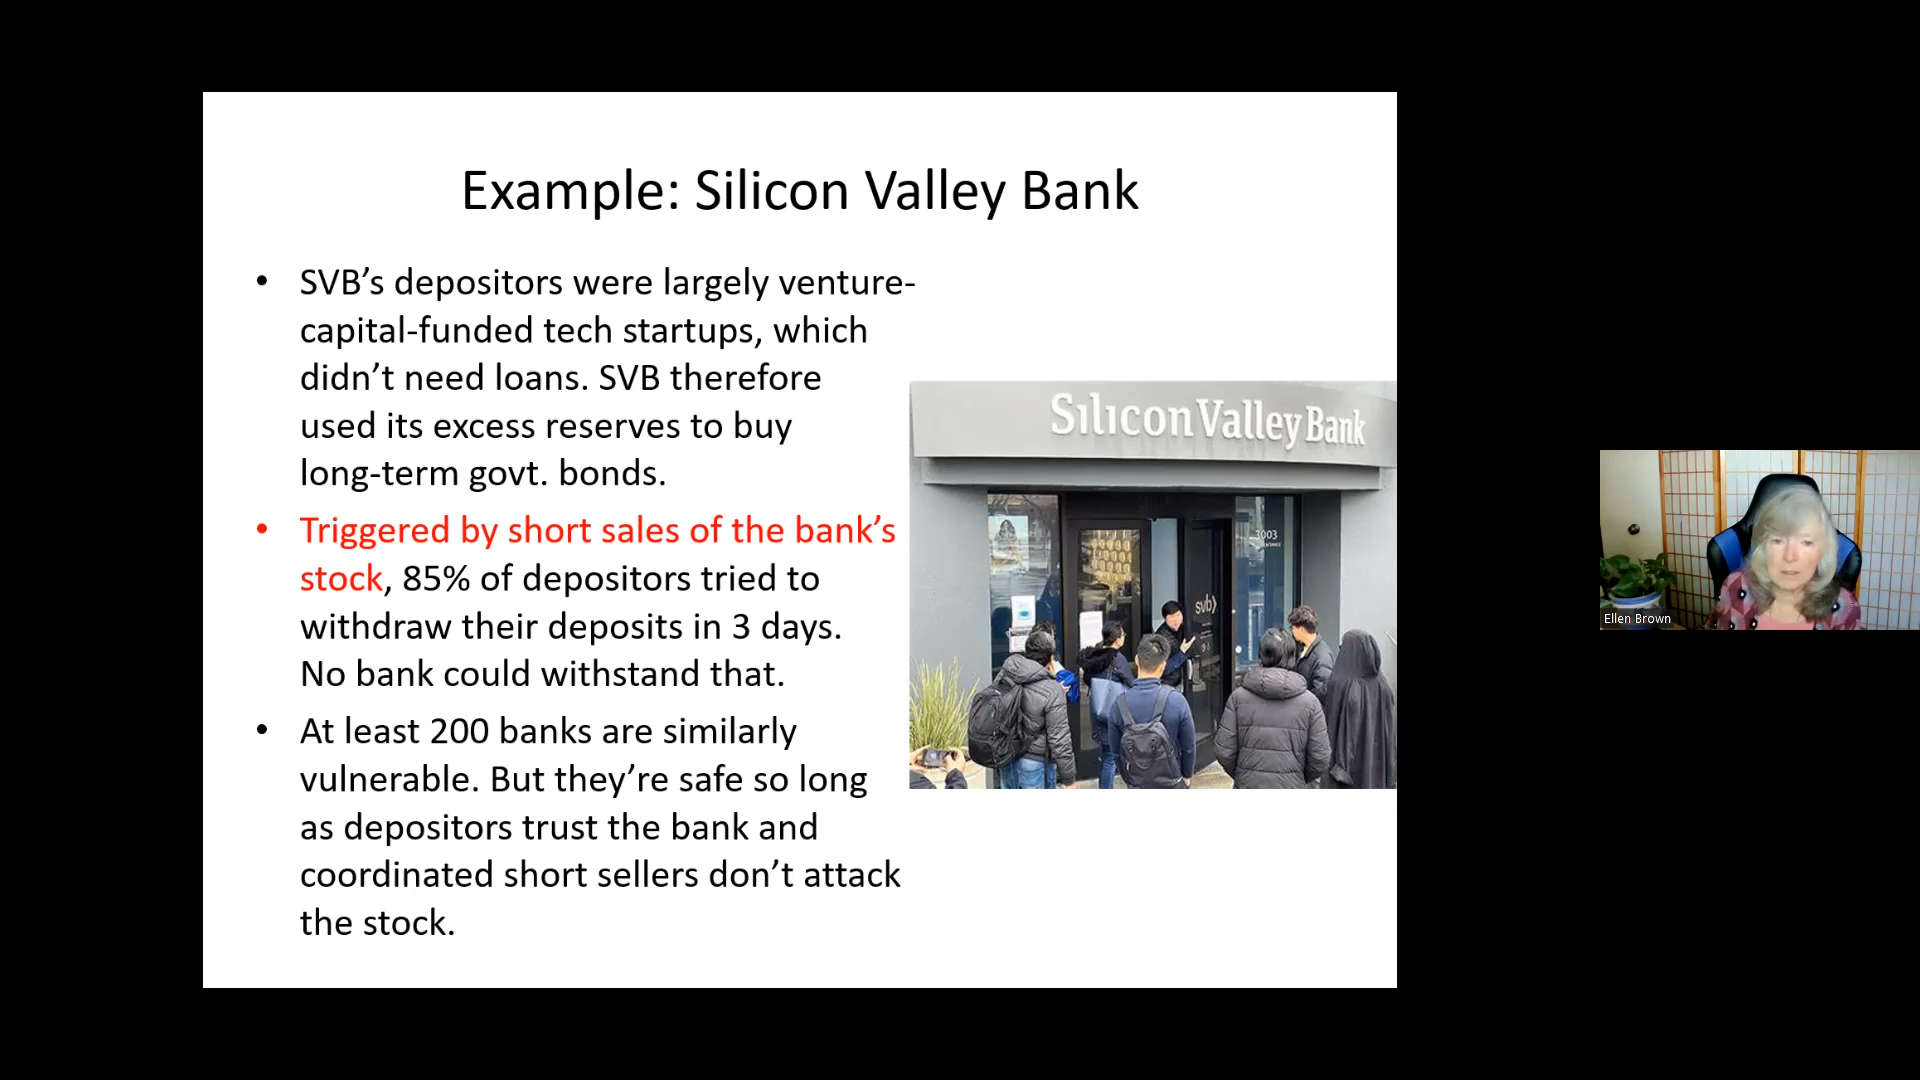 Example: Silicon Valley Bank
• SVB’s depositors were largely venture-
capital-funded tech startups, which
didn’t need loans. SVB therefore
used its excess reserves to buy
long-term govt. bonds.
• Triggered by short sales of the bank’s
stock, 85% of depositors tried to
withdraw their deposits in 3 days.
No bank could withstand that.
• At least 200 banks are similarly
vulnerable. But they’re safe so long
as depositors trust the bank and
coordinated short sellers don’t attack
the stock.
Silicon Valley Bank
3003
svb
Ellen Brown